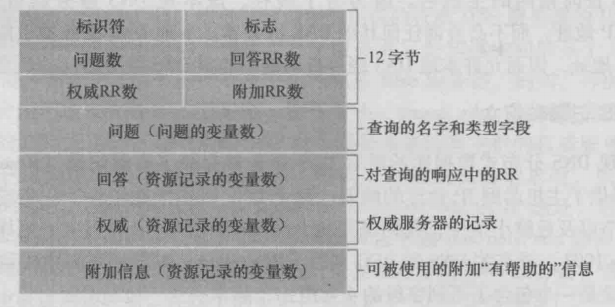 标识符 标志
问题数 回答RR数 12字节
权威RR数 附加RR数
问题（问题的变量数） 查询的名字和类型字段
回答（资源记录的变量数） 对查询的响应中的RR
权威（资源记录的变量数） 权威服务器的记录
附加信息（资源记录的变量数） 可被使用的附加“有帮助的”信息